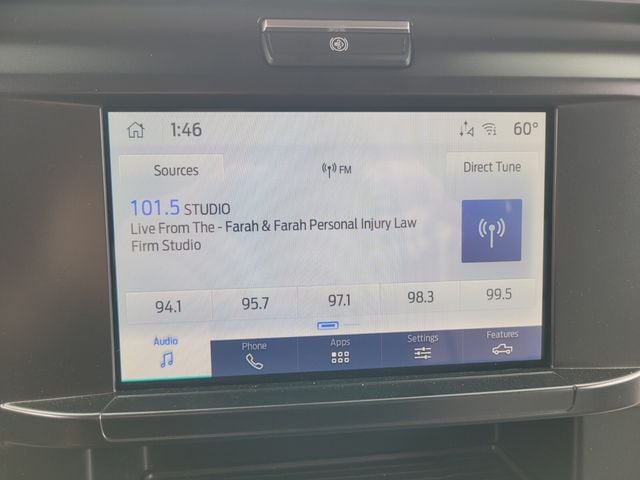 1:46
60°
Sources
FM
Direct Tune
101.5 STUDIO
Live From The - Farah & Farah Personal Injury Law
Firm Studio
94.1
95.7
97.1
98.3
99.5
Audio
Phone
Apps
Settings
Features